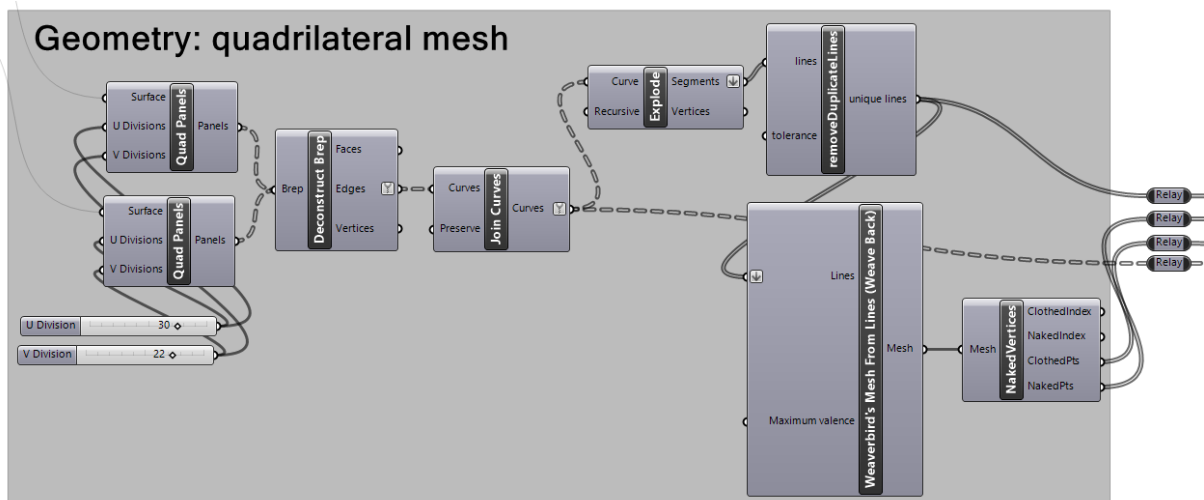 Geometry: quadrilateral mesh
Surface
U Divisions
V Divisions
Quad Panels
Panels
Surface
U Divisions
V Divisions
Quad Panels
Panels
U Division
30
V Division
22
Brep
Deconstruct Brep
Faces
Edges
Vertices
Curves
Preserve
Join Curves
Curves
Curve
Recursive
Explode
Segments
Vertices
lines
tolerance
removeDuplicateLines
unique lines
Lines
Maximum valence
Weaverbird's Mesh From Lines (Weave Back)
Mesh
Mesh
NakedVertices
ClothedIndex
NakedIndex
ClothedPts
NakedPts
Relay
Relay
Relay
Relay